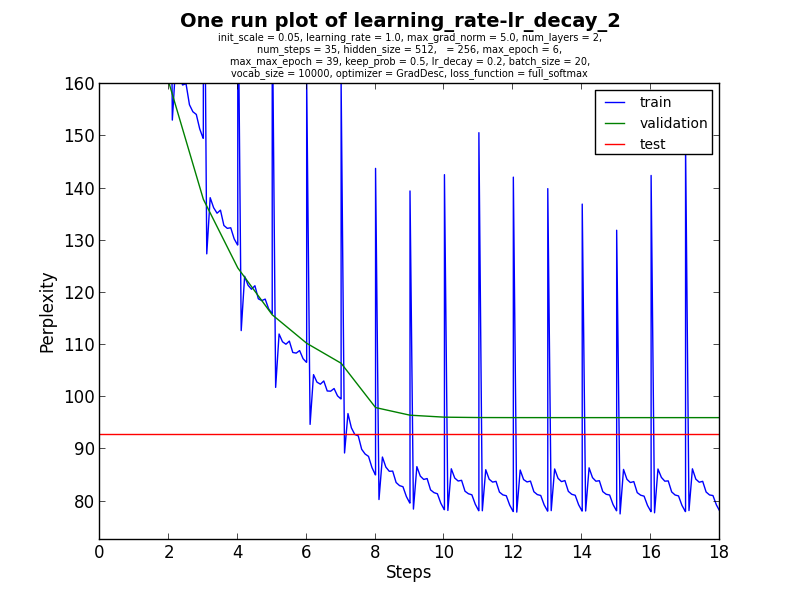 One run plot of learning_rate-lr_decay_2
init_scale = 0.05, learning_rate = 1.0, max_grad_norm = 5.0, num_layers = 2,
num_steps = 35, hidden_size = 512,   = 256, max_epoch = 6,
max_max_epoch = 39, keep_prob = 0.5, lr_decay = 0.2, batch_size = 20,
vocab_size = 10000, optimizer = GradDesc, loss_function = full_softmax
train
validation
test
160
150
140
130
120
110
100
90
80
Perplexity
0 2 4 6 8 10 12 14 16 18
Steps